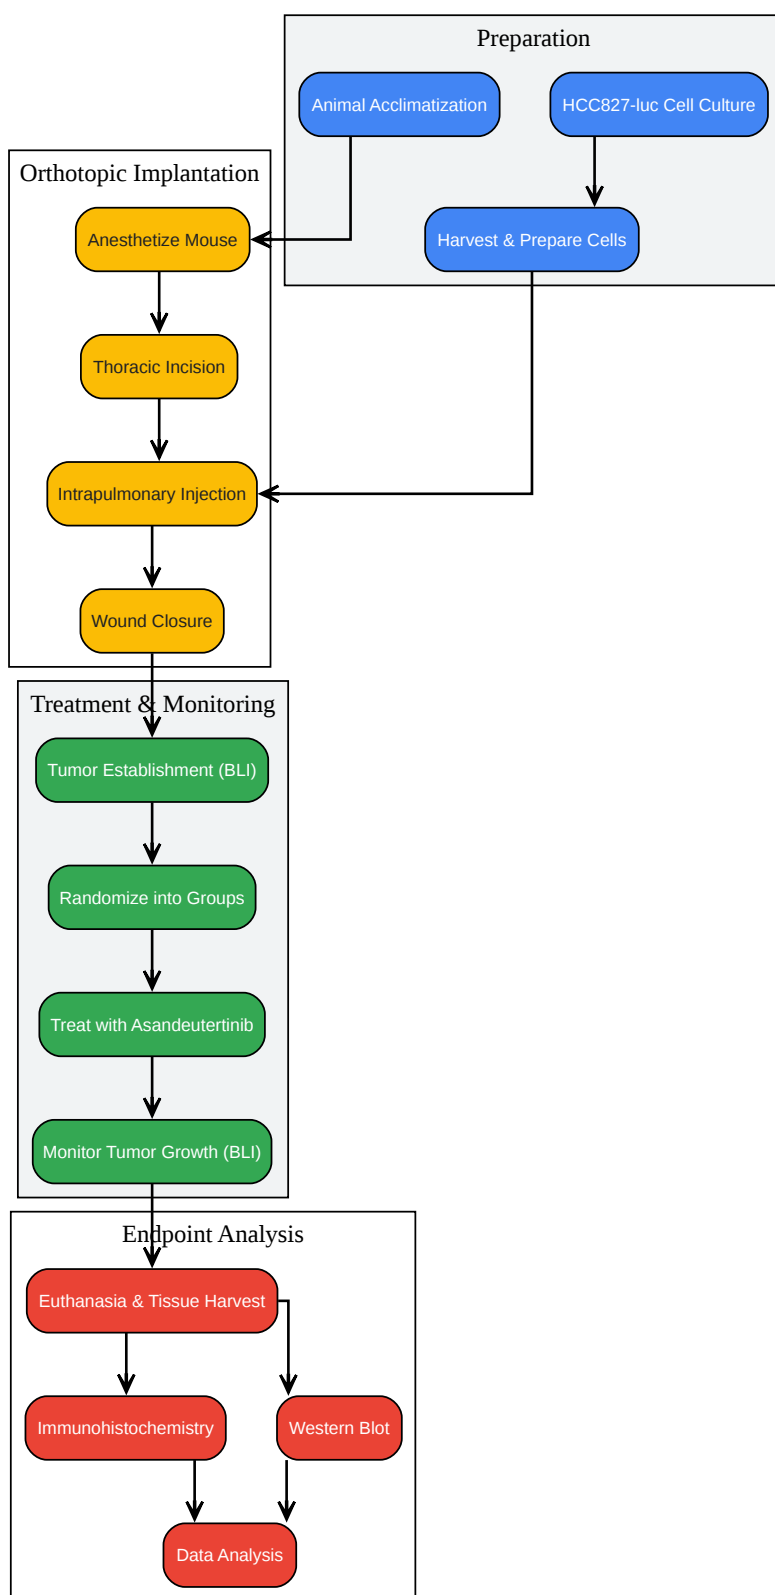 Preparation
Animal Acclimatization
HCC827-luc Cell Culture
Harvest & Prepare Cells
Orthotopic Implantation
Anesthetize Mouse
Thoracic Incision
Intrapulmonary Injection
Wound Closure
Treatment & Monitoring
Tumor Establishment (BLI)
Randomize into Groups
Treat with Asandeutertinib
Monitor Tumor Growth (BLI)
Endpoint Analysis
Euthanasia & Tissue Harvest
Immunohistochemistry
Western Blot
Data Analysis